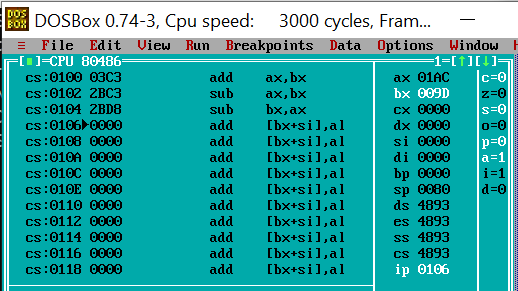 DOSBox 0.74-3, Cpu speed: 3000 cycles, Fram...
≡ File Edit View Run Breakpoints Data Options Window H
[■]=CPU 80486 1=[↑][↓]
cs:0100 03C3 add ax,bx ax 01AC c=0
cs:0102 2BC3 sub ax,bx bx 009D z=0
cs:0104 2BD8 sub bx,ax cx 0000 s=0
cs:0106►0000 add [bx+si],al dx 0000 o=0
cs:0108 0000 add [bx+si],al si 0000 p=0
cs:010A 0000 add [bx+si],al di 0000 a=1
cs:010C 0000 add [bx+si],al bp 0000 i=1
cs:010E 0000 add [bx+si],al sp 0080 d=0
cs:0110 0000 add [bx+si],al ds 4893
cs:0112 0000 add [bx+si],al es 4893
cs:0114 0000 add [bx+si],al ss 4893
cs:0116 0000 add [bx+si],al cs 4893
cs:0118 0000 add [bx+si],al ip 0106